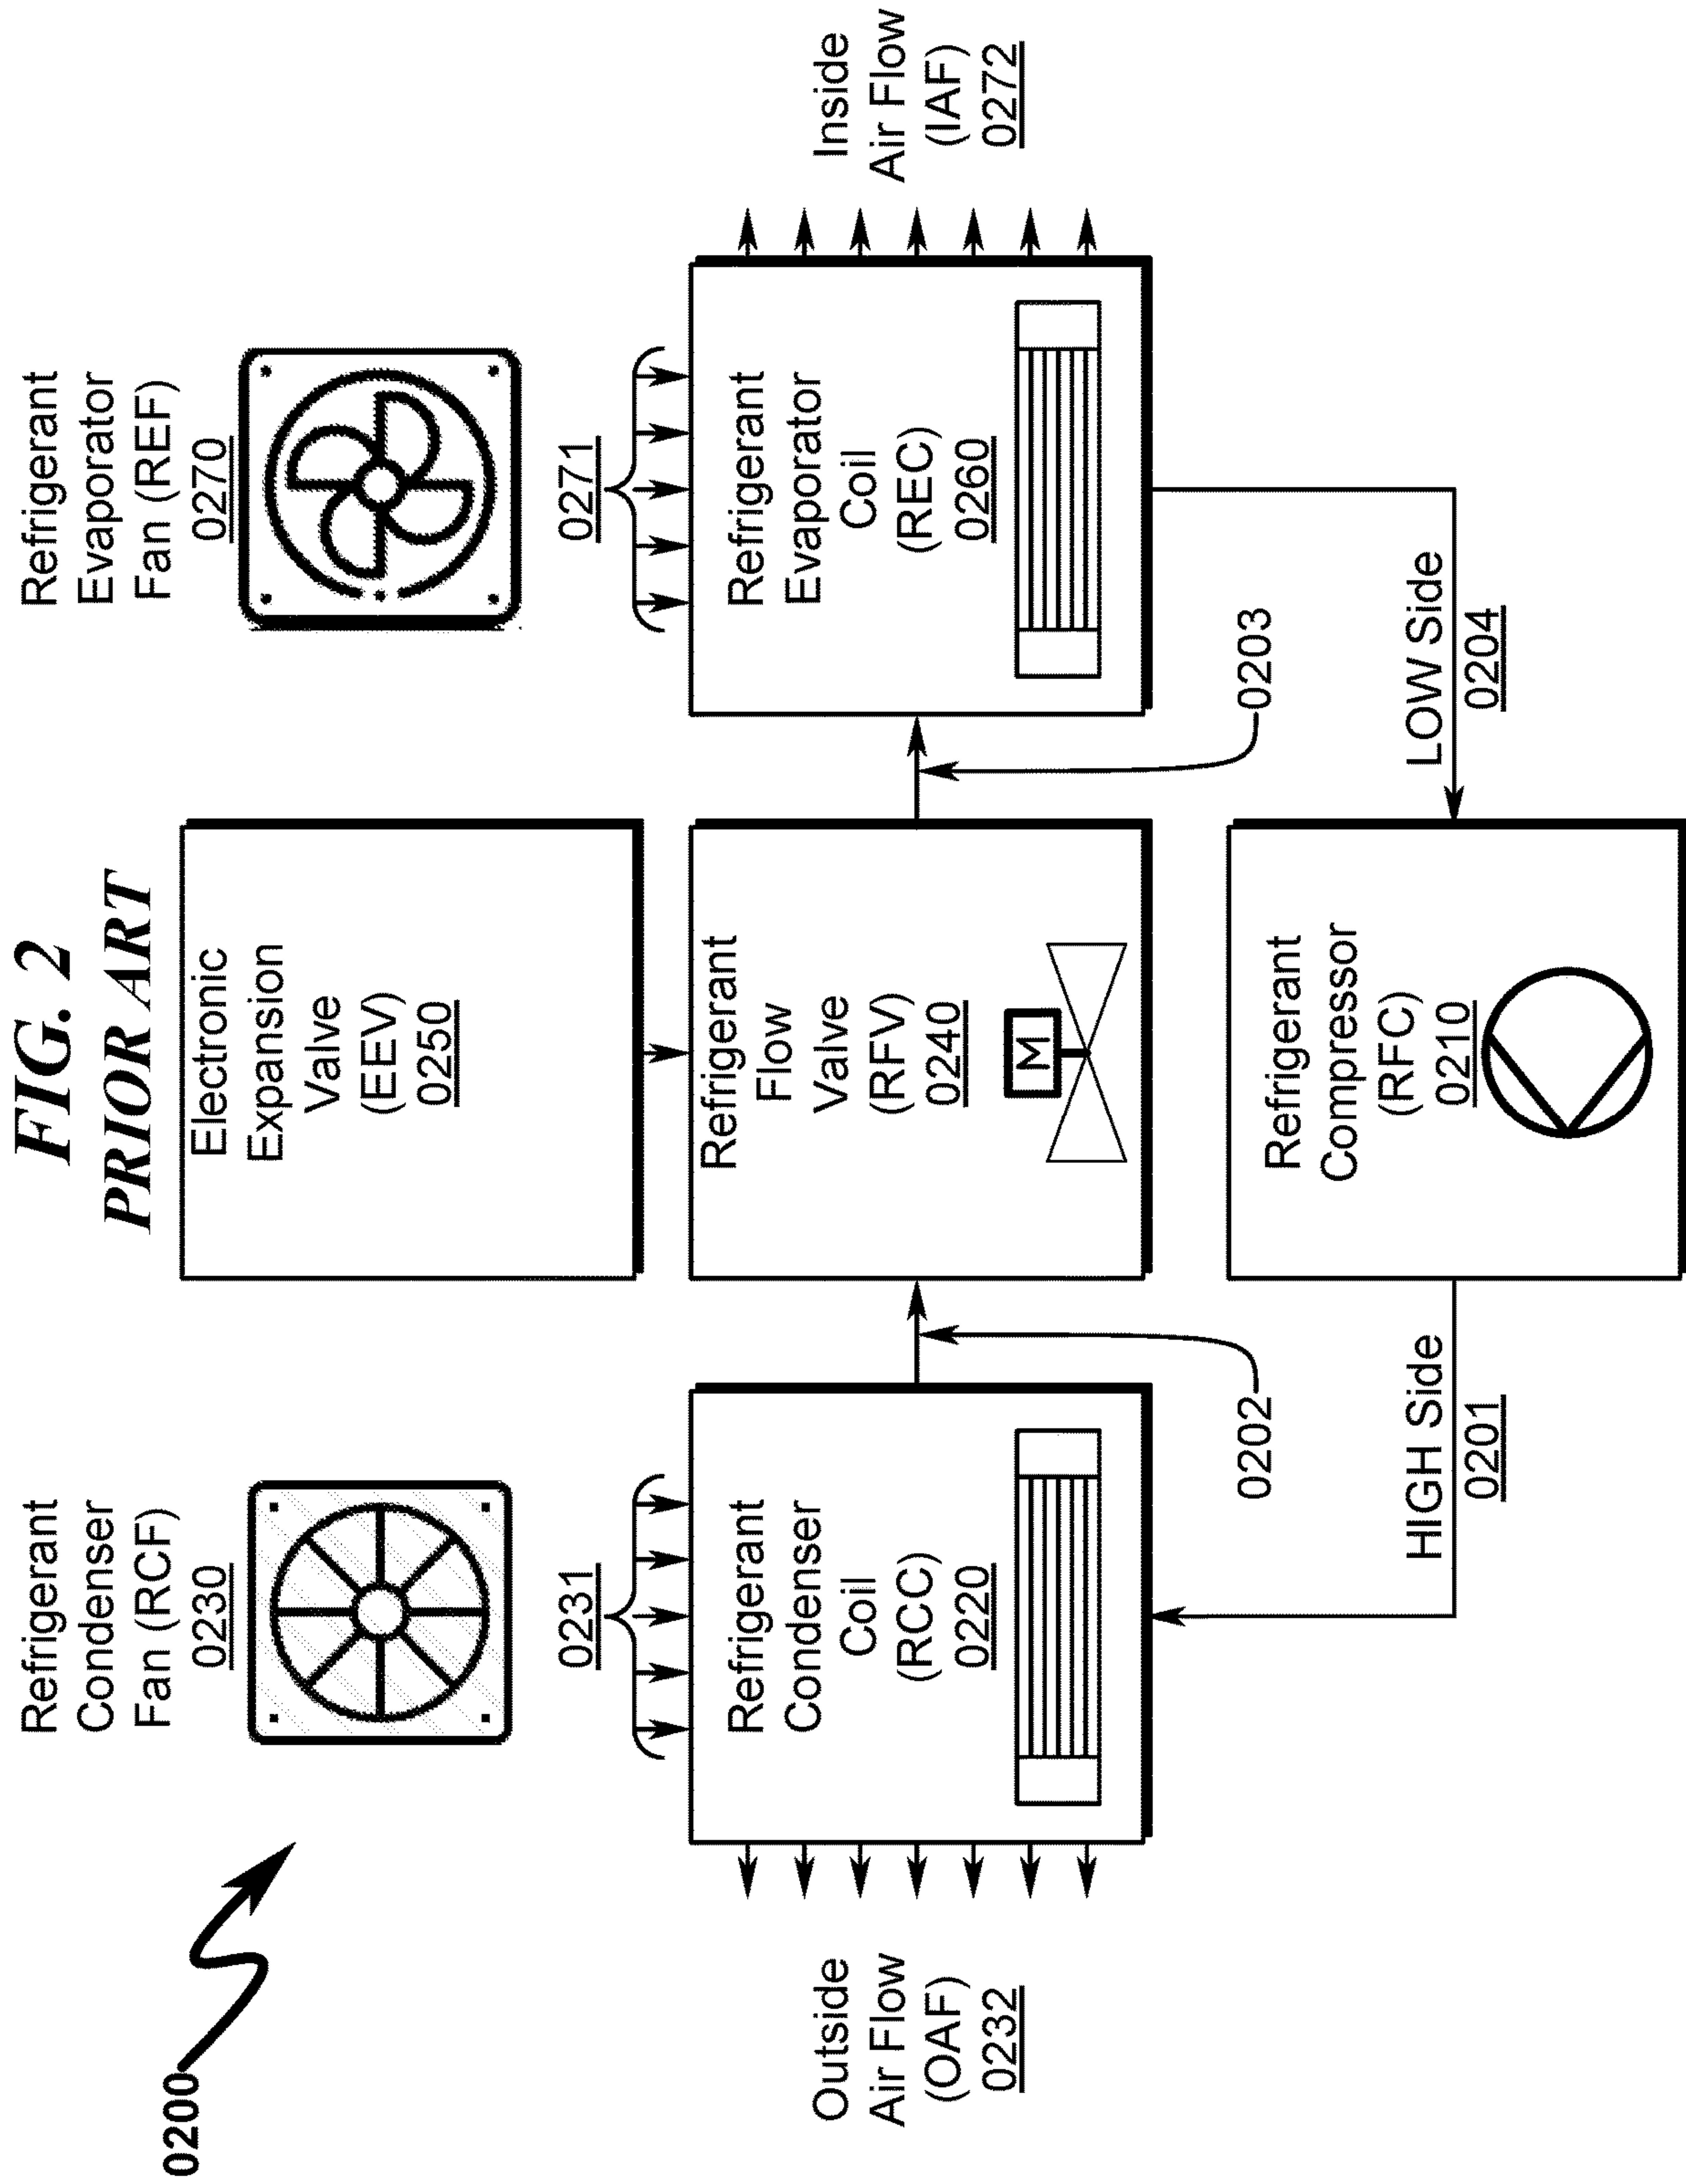 FIG. 2
PRIOR ART
0200
Refrigerant
Condenser
Fan (RCF)
0230
Electronic
Expansion
Valve
(EEV)
0250
Refrigerant
Evaporator
Fan (REF)
0270
0231
0271
Outside
Air Flow
(OAF)
0232
Refrigerant
Condenser
Coil
(RCC)
0220
Refrigerant
Flow
Valve
(RFV)
0240
M
Refrigerant
Evaporator
Coil
(REC)
0260
Inside
Air Flow
(IAF)
0272
0202
0203
HIGH Side
0201
Refrigerant
Compressor
(RFC)
0210
LOW Side
0204